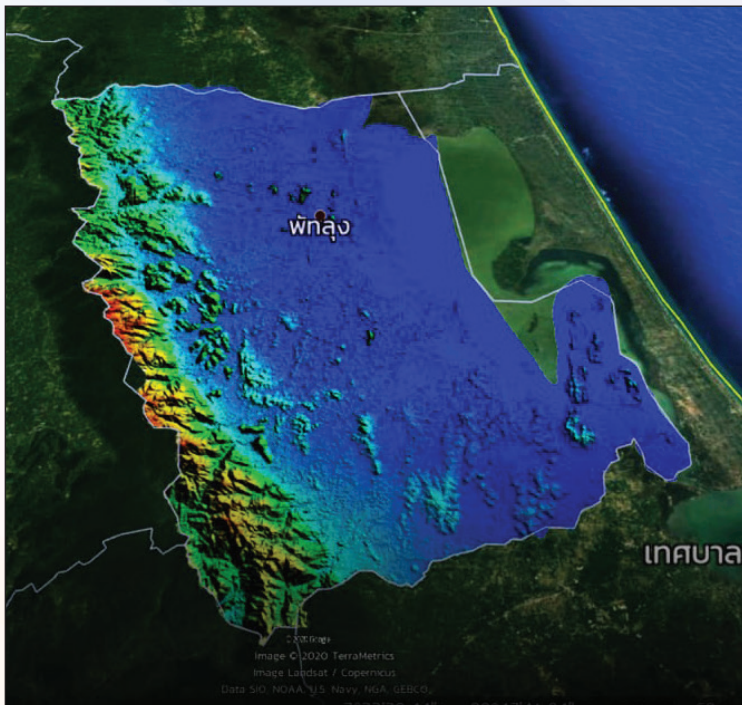 พัทลุง
เทศบาล
Image © 2020 TerraMetrics
Image Landsat / Copernicus
Data SIO, NOAA, U.S. Navy, NGA, GEBCO